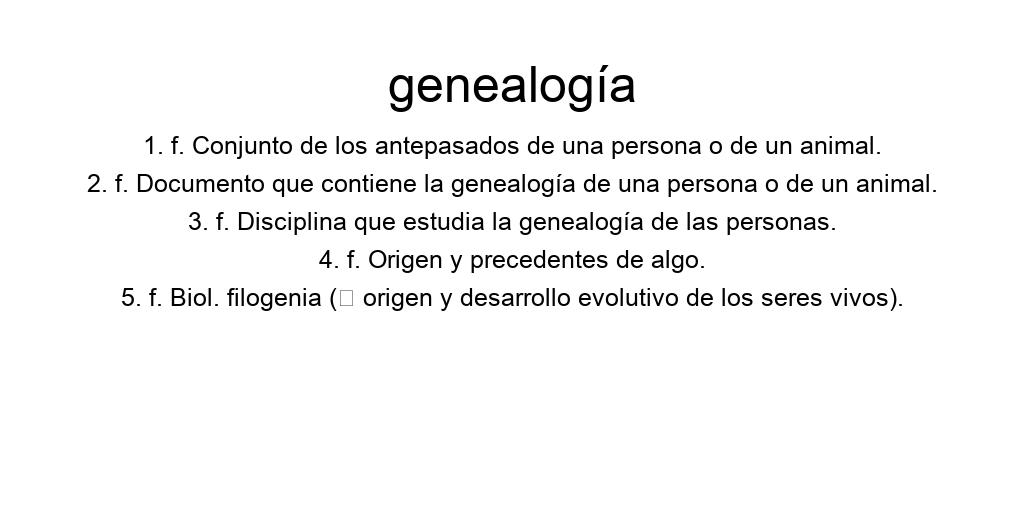 genealogía
1. f. Conjunto de los antepasados de una persona o de un animal.
2. f. Documento que contiene la genealogía de una persona o de un animal.
3. f. Disciplina que estudia la genealogía de las personas.
4. f. Origen y precedentes de algo.
5. f. Biol. filogenia (□ origen y desarrollo evolutivo de los seres vivos).